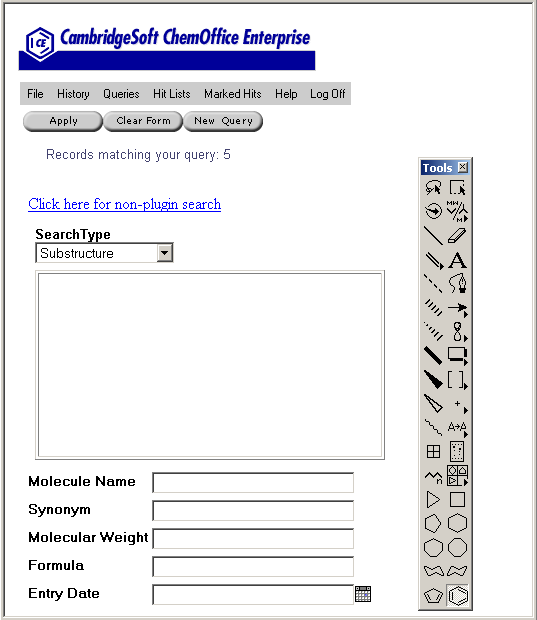 CambridgeSoft ChemOffice Enterprise
File History Queries Hit Lists Marked Hits Help Log Off
Apply Clear Form New Query
Records matching your query: 5
Tools
Click here for non-plugin search
SearchType
Substructure
Molecule Name
Synonym
Molecular Weight
Formula
Entry Date